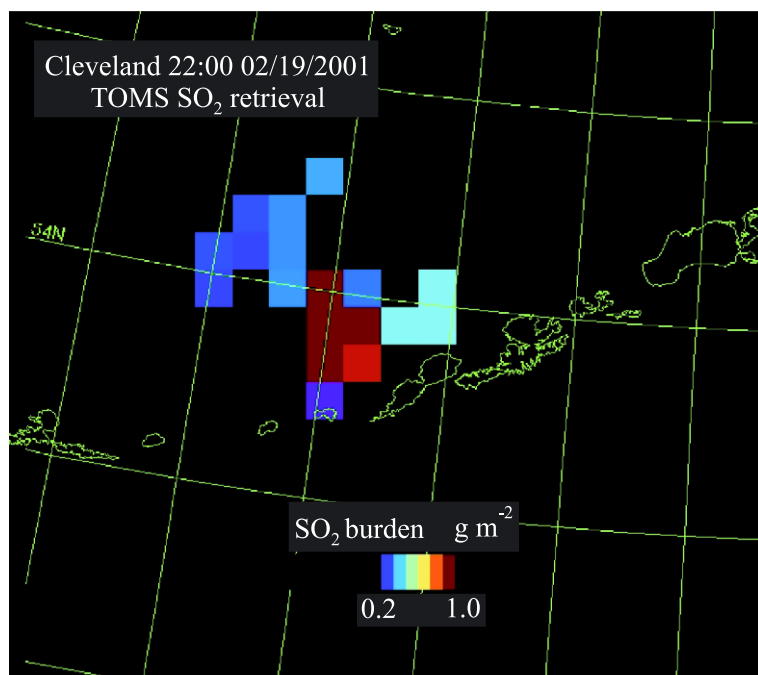 Cleveland 22:00 02/19/2001
TOMS SO₂ retrieval
54N
SO₂ burden g m⁻²
0.2 1.0